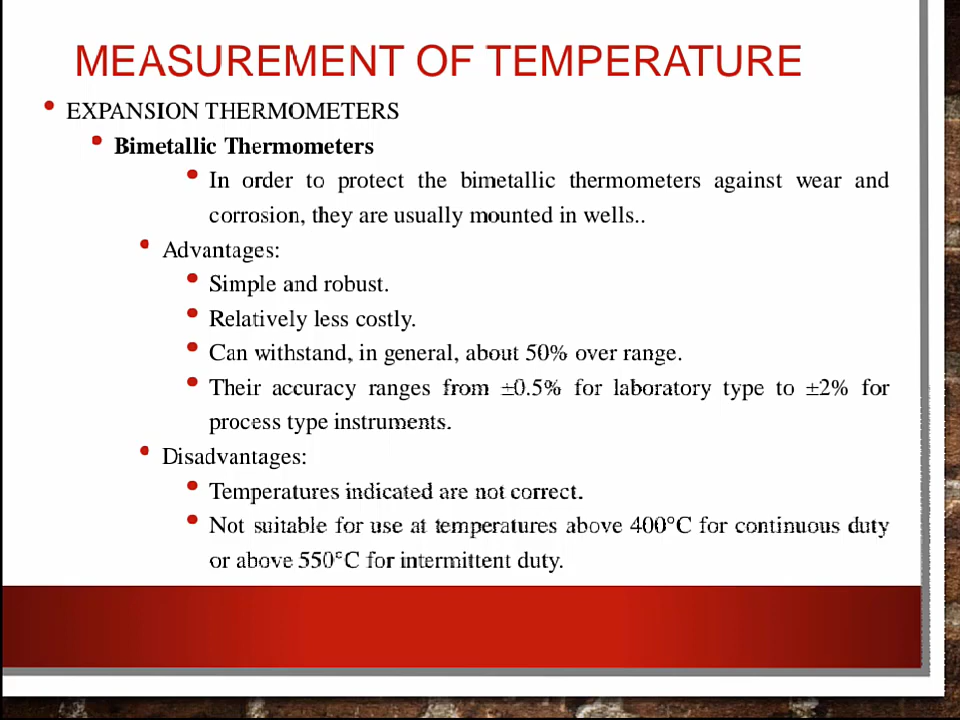 MEASUREMENT OF TEMPERATURE
• EXPANSION THERMOMETERS
• Bimetallic Thermometers
• In order to protect the bimetallic thermometers against wear and
corrosion, they are usually mounted in wells..
• Advantages:
• Simple and robust.
• Relatively less costly.
• Can withstand, in general, about 50% over range.
• Their accuracy ranges from ±0.5% for laboratory type to ±2% for
process type instruments.
• Disadvantages:
• Temperatures indicated are not correct.
• Not suitable for use at temperatures above 400°C for continuous duty
or above 550°C for intermittent duty.